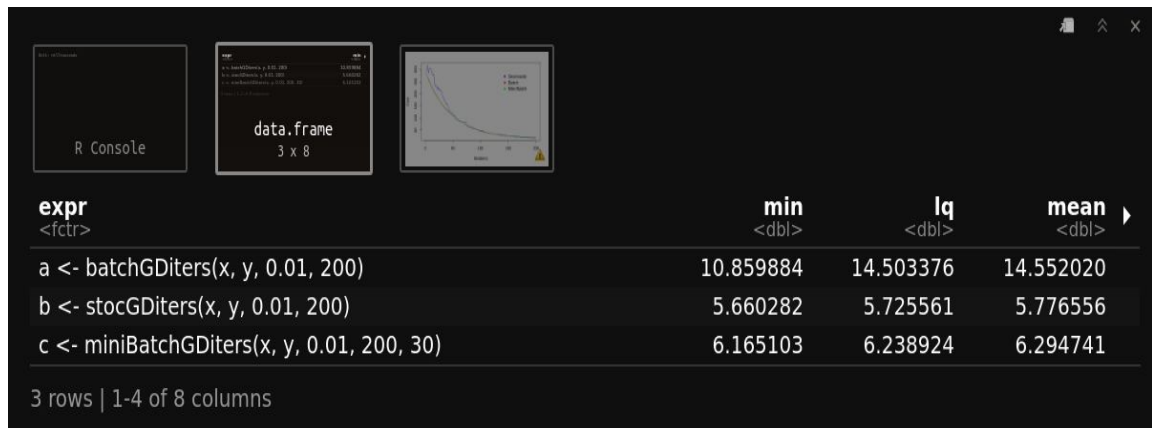 R Console
data.frame
3 x 8
expr min lq mean
<fctr> <dbl> <dbl> <dbl>
a <- batchGDiters(x, y, 0.01, 200) 10.859884 14.503376 14.552020
b <- stocGDiters(x, y, 0.01, 200) 5.660282 5.725561 5.776556
c <- miniBatchGDiters(x, y, 0.01, 200, 30) 6.165103 6.238924 6.294741
3 rows | 1-4 of 8 columns